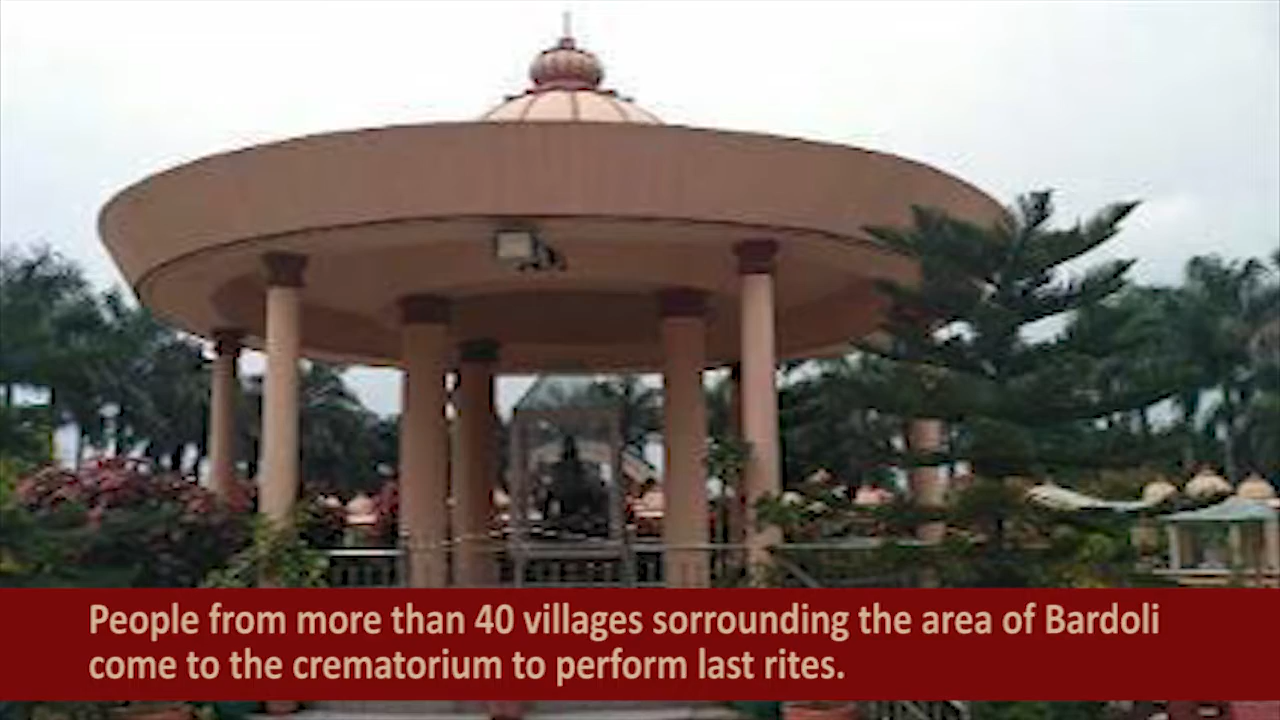 People from more than 40 villages sorrounding the area of Bardoli
come to the crematorium to perform last rites.